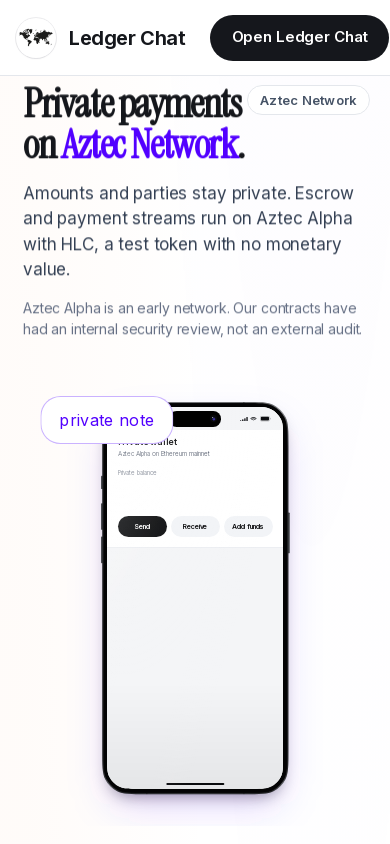 Ledger Chat
Open Ledger Chat
Private payments
Aztec Network
on Aztec Network.
Amounts and parties stay private. Escrow
and payment streams run on Aztec Alpha
with HLC, a test token with no monetary
value.
Aztec Alpha is an early network. Our contracts have
had an internal security review, not an external audit.
private note
Private wallet
Aztec Alpha on Ethereum mainnet
Private balance
Send
Receive
Add funds